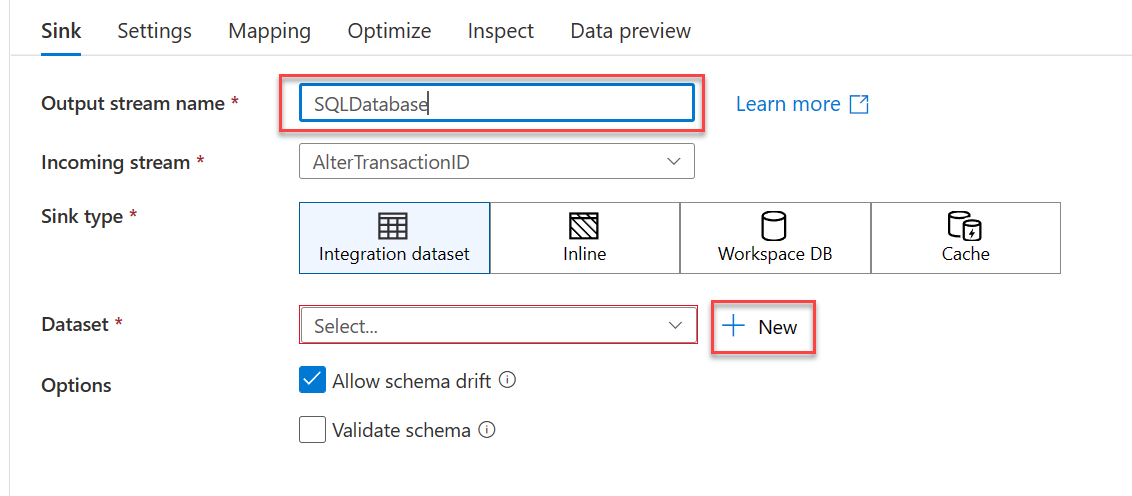 Sink Settings Mapping Optimize Inspect Data preview
Output stream name * SQLDatabase Learn more
Incoming stream * AlterTransactionID
Sink type * Integration dataset Inline Workspace DB Cache
Dataset * Select... New
Options Allow schema drift
Validate schema